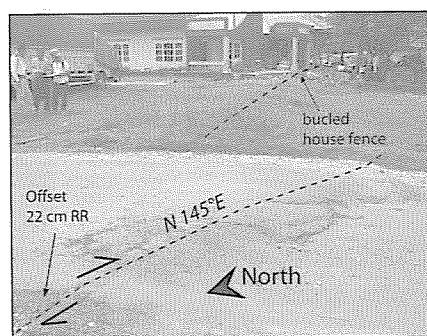 bucled
house fence
Offset
22 cm RR
N 145°E
North